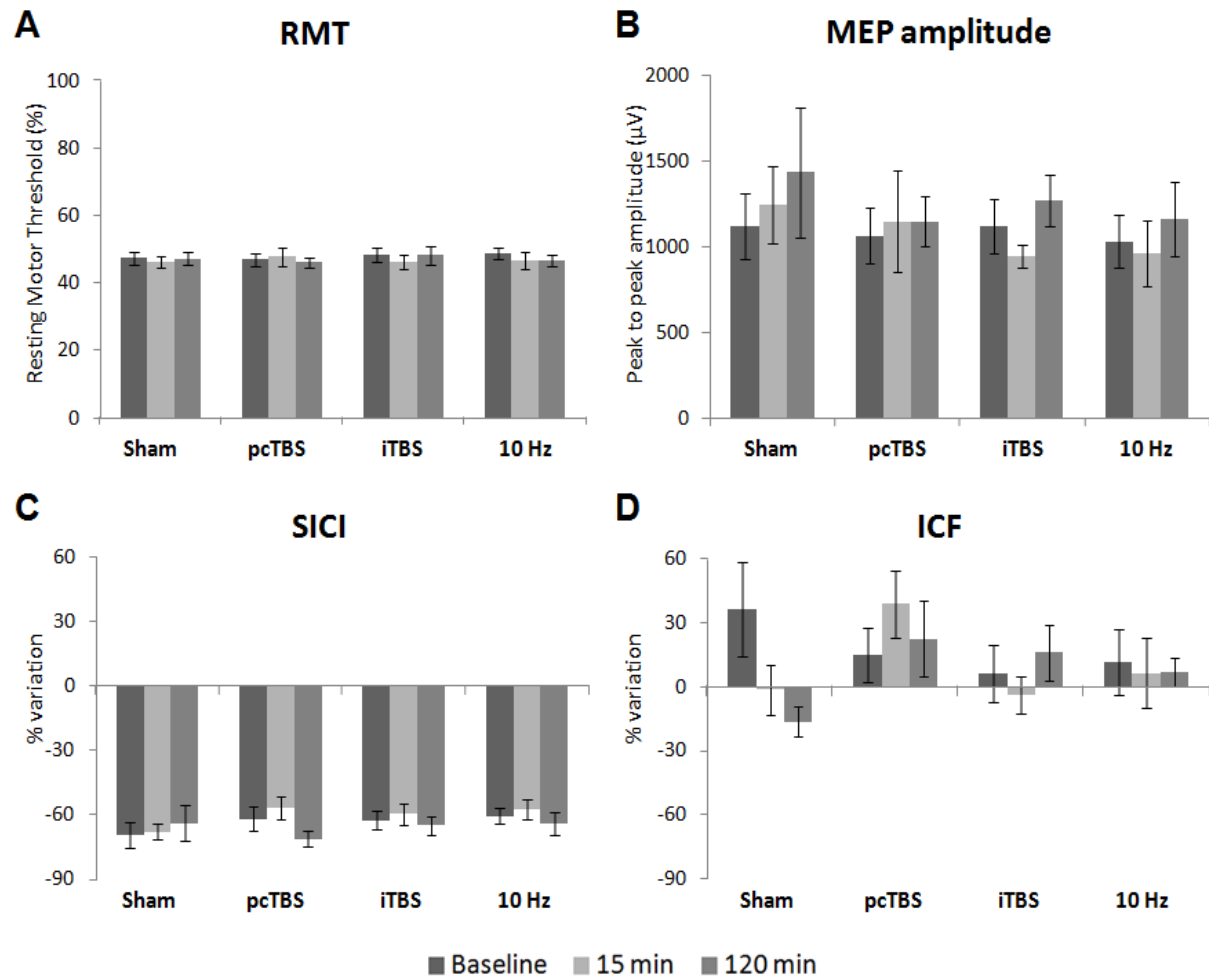 A
RMT
Resting Motor Threshold (%)
100
80
60
40
20
0
Sham pcTBS iTBS 10 Hz
B
MEP amplitude
Peak to peak amplitude (µV)
2000
1500
1000
500
0
Sham pcTBS iTBS 10 Hz
C
SICI
% variation
60
30
0
-30
-60
-90
Sham pcTBS iTBS 10 Hz
D
ICF
% variation
60
30
0
-30
-60
-90
Sham pcTBS iTBS 10 Hz
Baseline 15 min 120 min